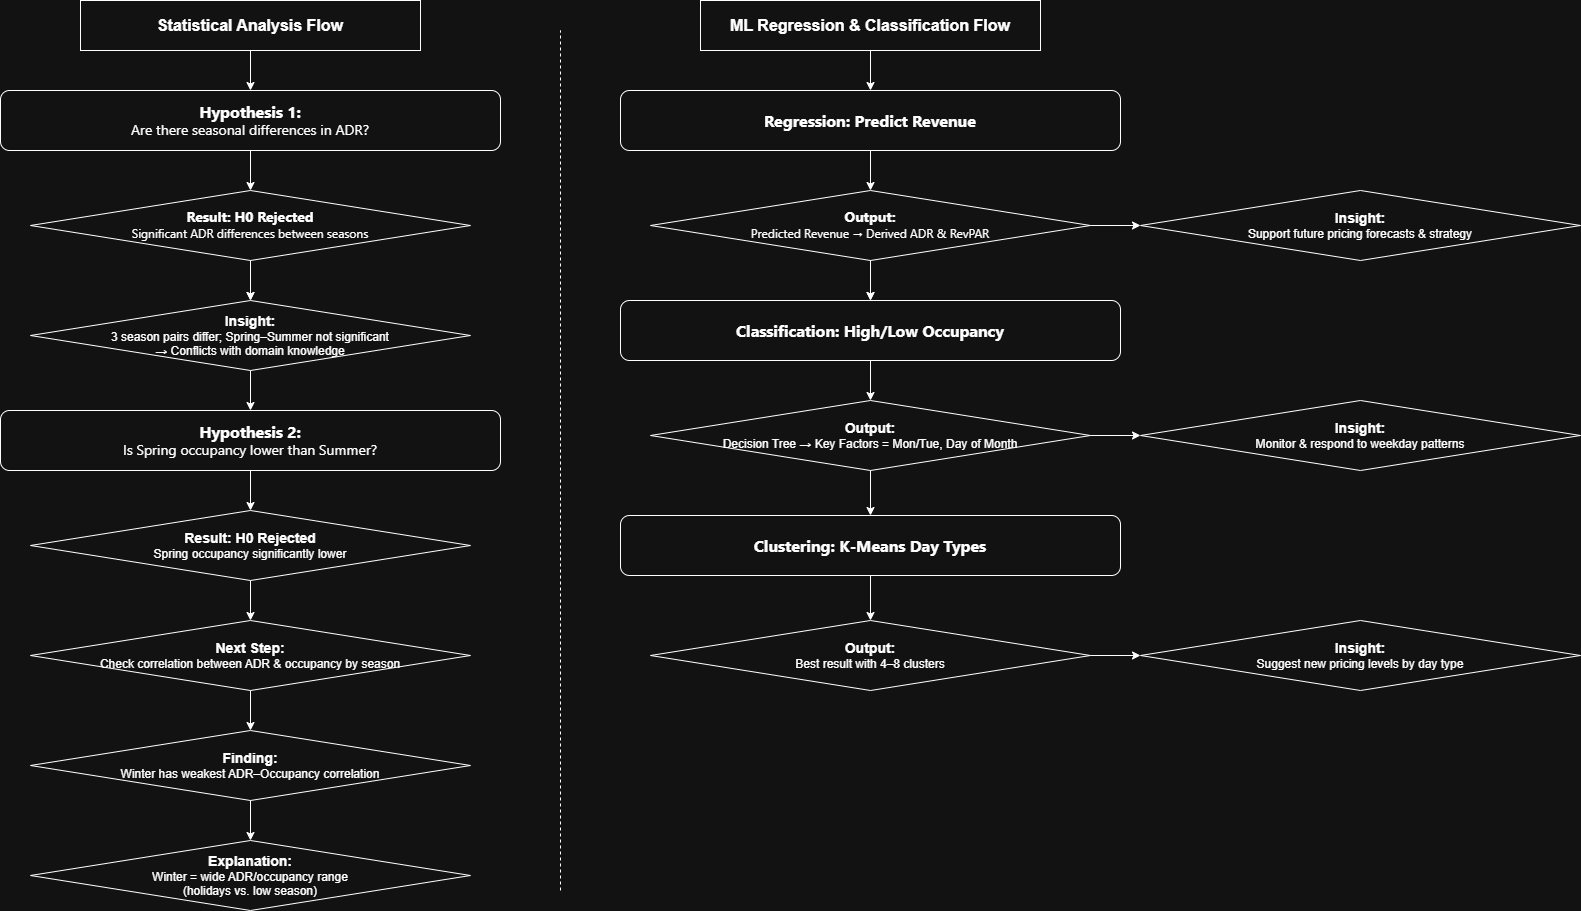 Statistical Analysis Flow
Hypothesis 1:
Are there seasonal differences in ADR?
Result: H0 Rejected
Significant ADR differences between seasons
Insight:
3 season pairs differ; Spring–Summer not significant
→ Conflicts with domain knowledge
Hypothesis 2:
Is Spring occupancy lower than Summer?
Result: H0 Rejected
Spring occupancy significantly lower
Next Step:
Check correlation between ADR & occupancy by season
Finding:
Winter has weakest ADR–Occupancy correlation
Explanation:
Winter = wide ADR/occupancy range
(holidays vs. low season)
ML Regression & Classification Flow
Regression: Predict Revenue
Output:
Predicted Revenue → Derived ADR & RevPAR
Insight:
Support future pricing forecasts & strategy
Classification: High/Low Occupancy
Output:
Decision Tree → Key Factors = Mon/Tue, Day of Month
Insight:
Monitor & respond to weekday patterns
Clustering: K-Means Day Types
Output:
Best result with 4–8 clusters
Insight:
Suggest new pricing levels by day type